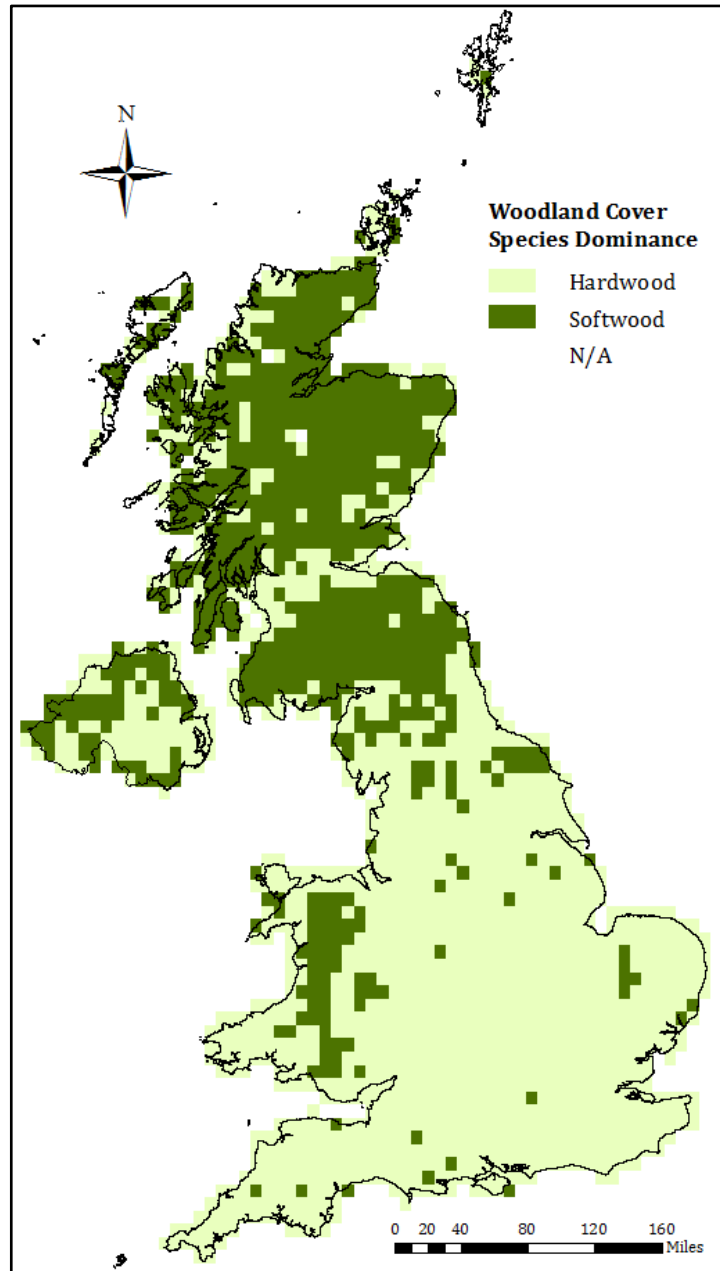 N
Woodland Cover
Species Dominance
Hardwood
Softwood
N/A
0 20 40 80 120 160
Miles